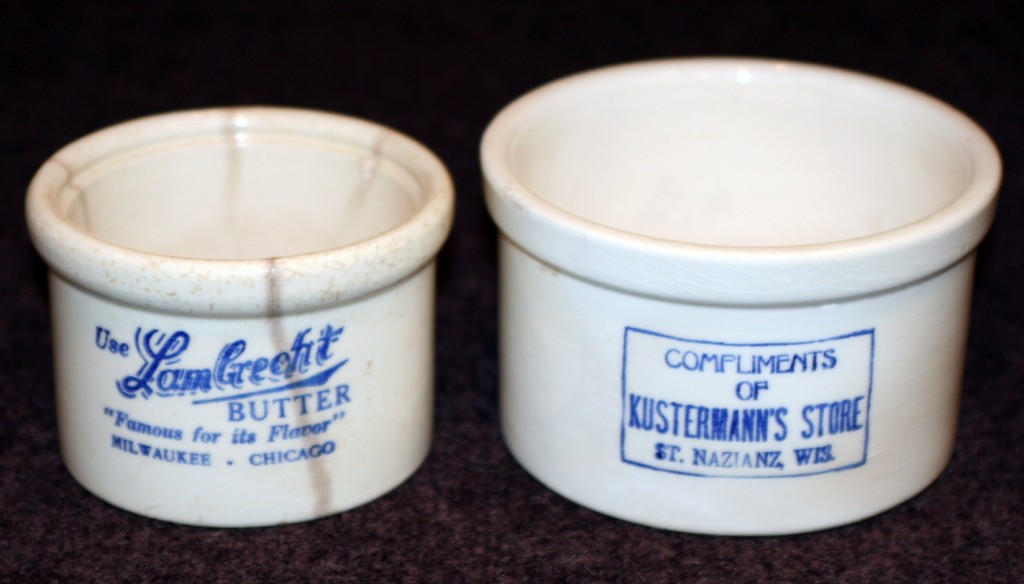 Use Lambrecht
BUTTER
"Famous for its Flavor"
MILWAUKEE . CHICAGO
COMPLIMENTS
OF
KUSTERMANN'S STORE
ST. NAZIANZ, WIS.